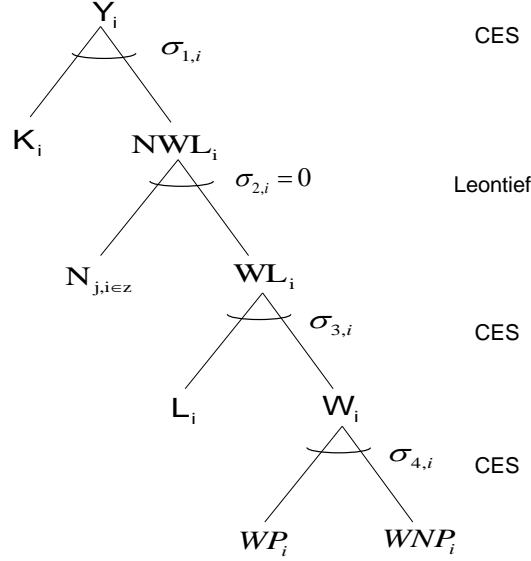 Y_i
CES
σ_{1,i}
K_i
NWL_i
σ_{2,i} = 0
Leontief
N_{j,i∈z}
WL_i
σ_{3,i}
CES
L_i
W_i
σ_{4,i}
CES
WP_i
WNP_i